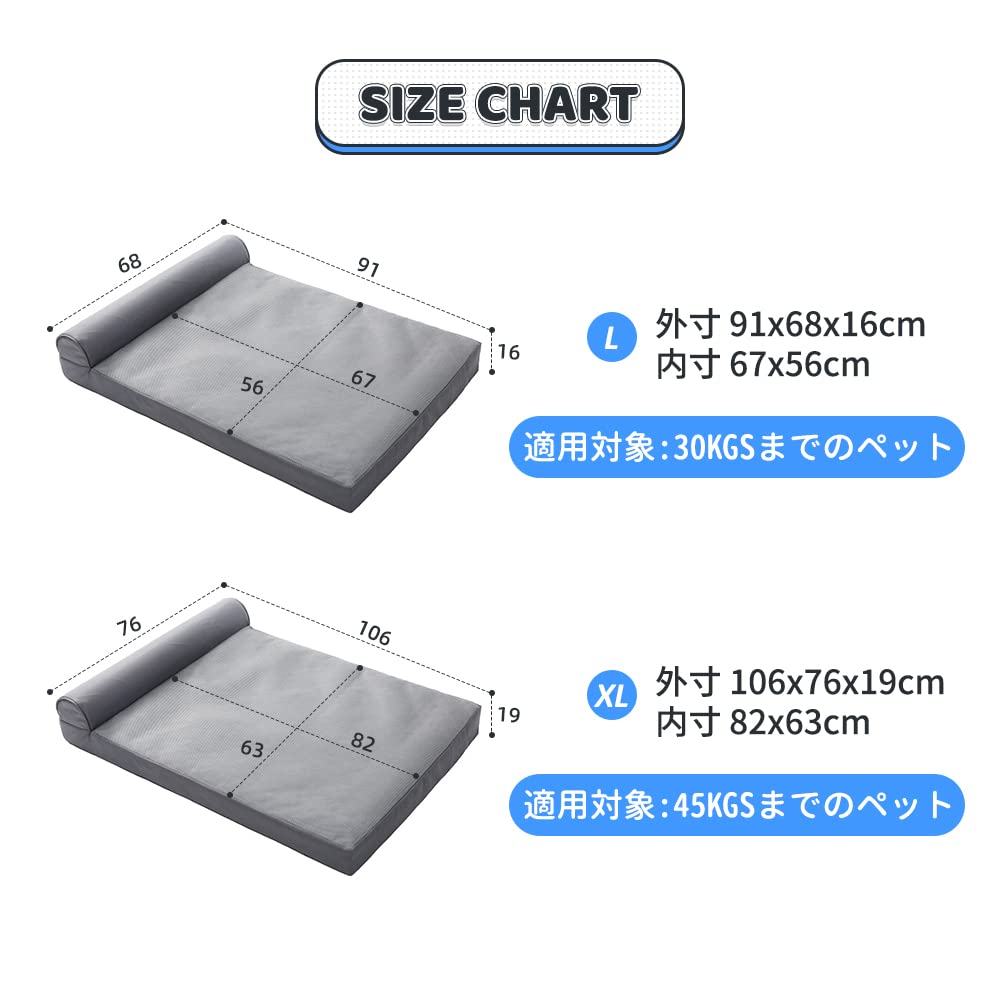 SIZE CHART
68
91
16
56
67
L
外寸 91x68x16cm
内寸 67x56cm
適用対象:30KGSまでのペット
76
106
19
63
82
XL
外寸 106x76x19cm
内寸 82x63cm
適用対象:45KGSまでのペット